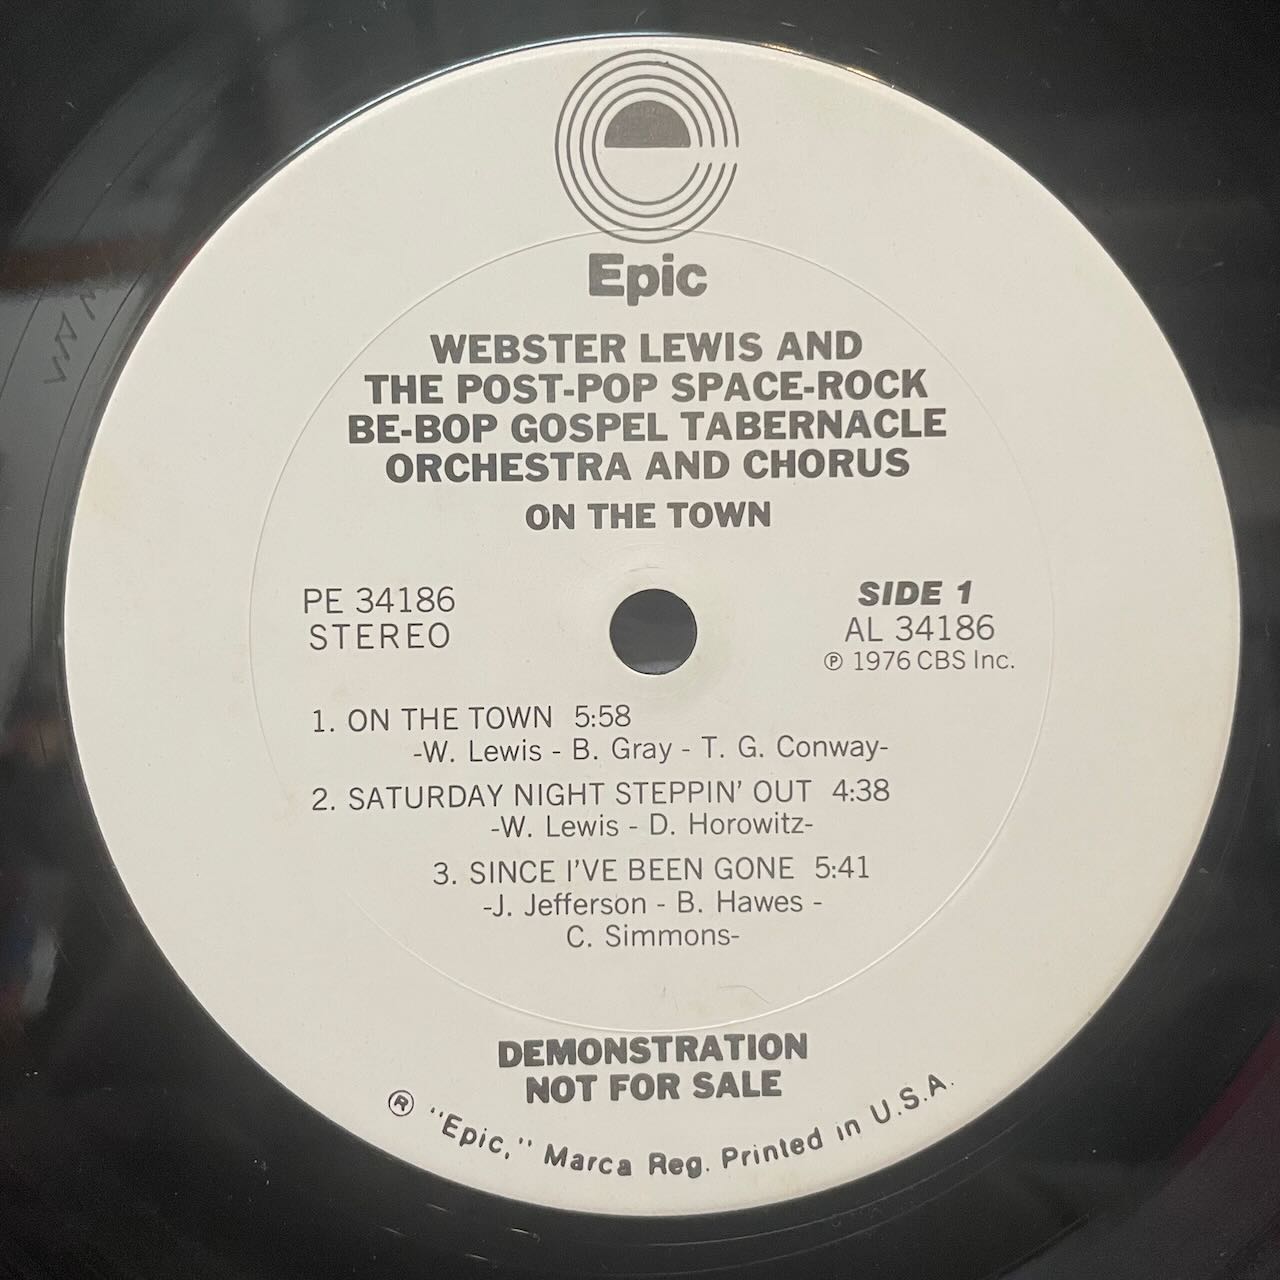 Epic
WEBSTER LEWIS AND
THE POST-POP SPACE-ROCK
BE-BOP GOSPEL TABERNACLE
ORCHESTRA AND CHORUS
ON THE TOWN
PE 34186
STEREO
SIDE 1
AL 34186
℗ 1976 CBS Inc.
1. ON THE TOWN 5:58
-W. Lewis - B. Gray - T. G. Conway-
2. SATURDAY NIGHT STEPPIN' OUT 4:38
-W. Lewis - D. Horowitz-
3. SINCE I'VE BEEN GONE 5:41
-J. Jefferson - B. Hawes -
C. Simmons-
DEMONSTRATION
NOT FOR SALE
® "Epic," Marca Reg. Printed in U.S.A.